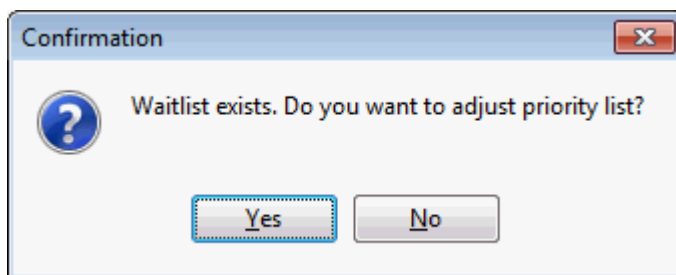 Confirmation
Waitlist exists. Do you want to adjust priority list?
Yes
No